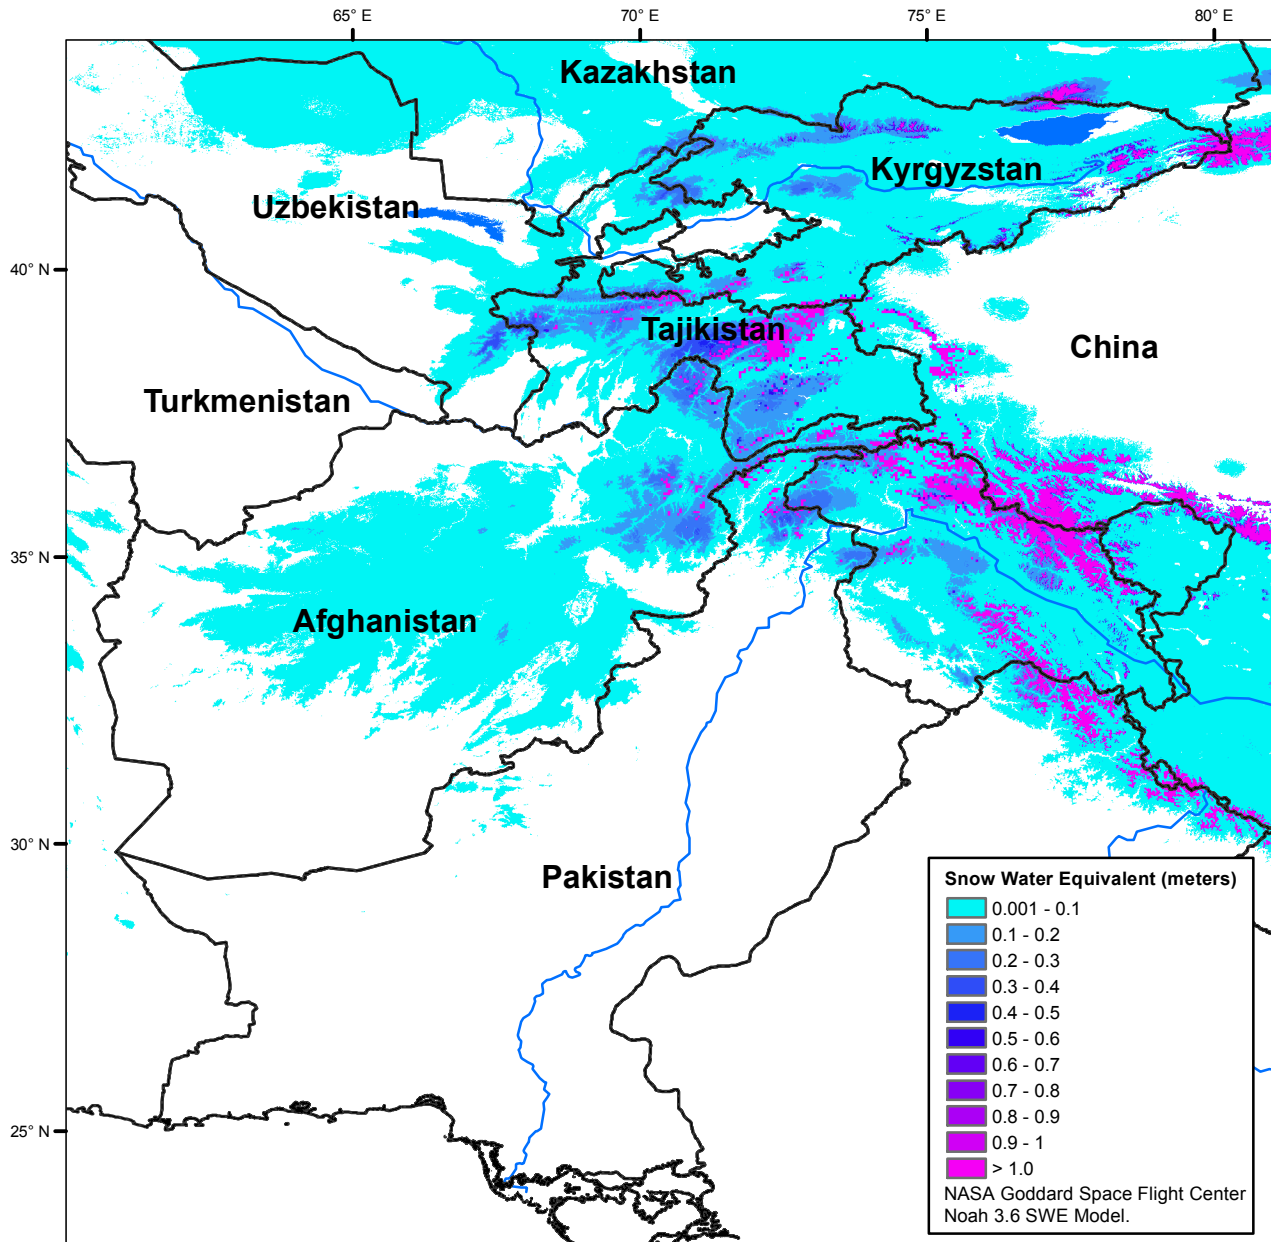 65° E
70° E
75° E
80° E
Kazakhstan
Kyrgyzstan
Uzbekistan
40° N
Tajikistan
China
Turkmenistan
35° N
Afghanistan
30° N
Pakistan
Snow Water Equivalent (meters)
0.001 - 0.1
0.1 - 0.2
0.2 - 0.3
0.3 - 0.4
0.4 - 0.5
0.5 - 0.6
0.6 - 0.7
0.7 - 0.8
0.8 - 0.9
0.9 - 1
> 1.0
NASA Goddard Space Flight Center
Noah 3.6 SWE Model.
25° N